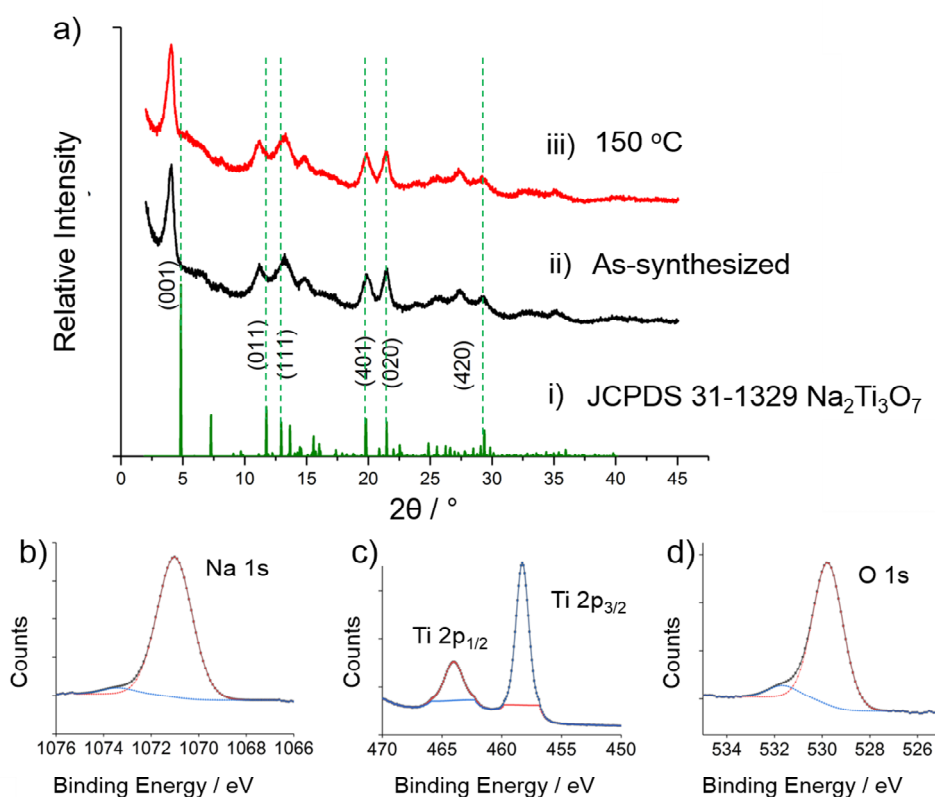 a)
Relative Intensity
iii) 150 °C
ii) As-synthesized
i) JCPDS 31-1329 Na₂Ti₃O₇
(001)
(011)
(111)
(401)
(020)
(420)
0 5 10 15 20 25 30 35 40 45
2θ / °
b)
Na 1s
Counts
1076 1074 1072 1070 1068 1066
Binding Energy / eV
c)
Ti 2p₁/₂
Ti 2p₃/₂
Counts
470 465 460 455 450
Binding Energy / eV
d)
O 1s
Counts
534 532 530 528 526
Binding Energy / eV